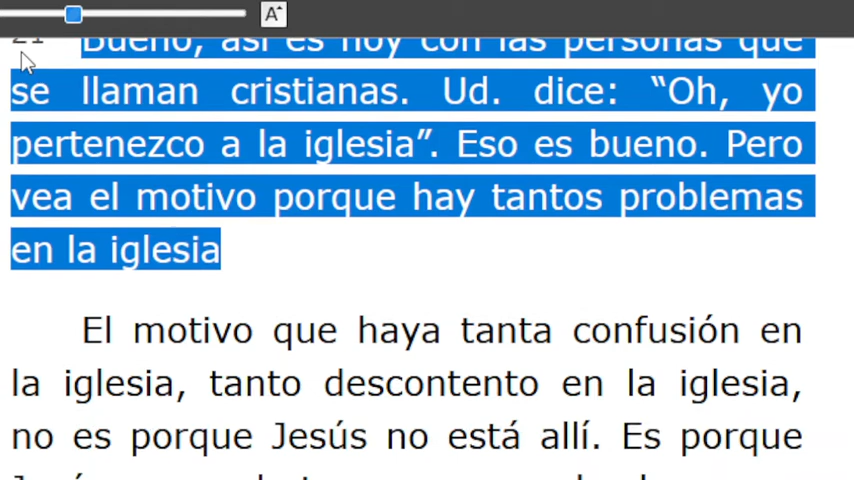 A
21 Bueno, así es hoy con las personas que
se llaman cristianas. Ud. dice: “Oh, yo
pertenezco a la iglesia”. Eso es bueno. Pero
vea el motivo porque hay tantos problemas
en la iglesia
El motivo que haya tanta confusión en
la iglesia, tanto descontento en la iglesia,
no es porque Jesús no está allí. Es porque